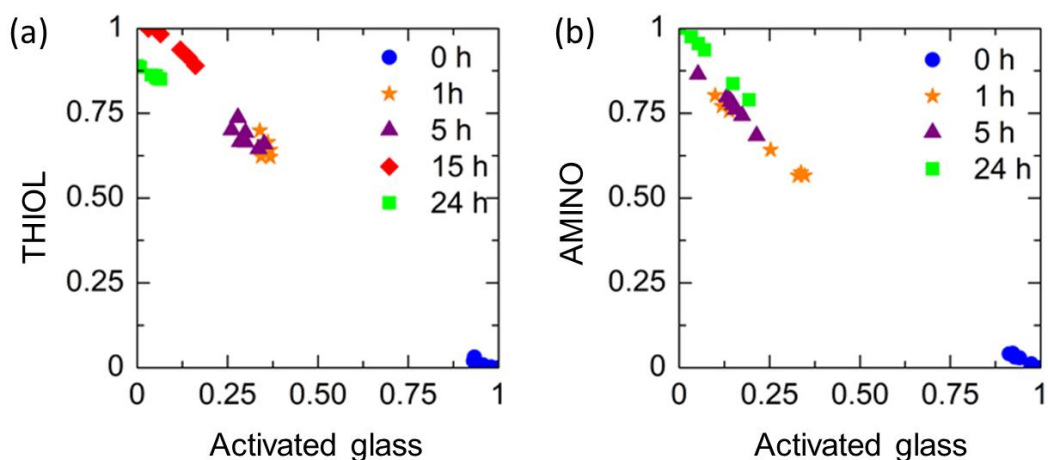 (a)
THIOL
1
0.75
0.50
0.25
0
0 h
1h
5 h
15 h
24 h
0 0.25 0.50 0.75 1
Activated glass
(b)
AMINO
1
0.75
0.50
0.25
0
0 h
1 h
5 h
24 h
0 0.25 0.50 0.75 1
Activated glass